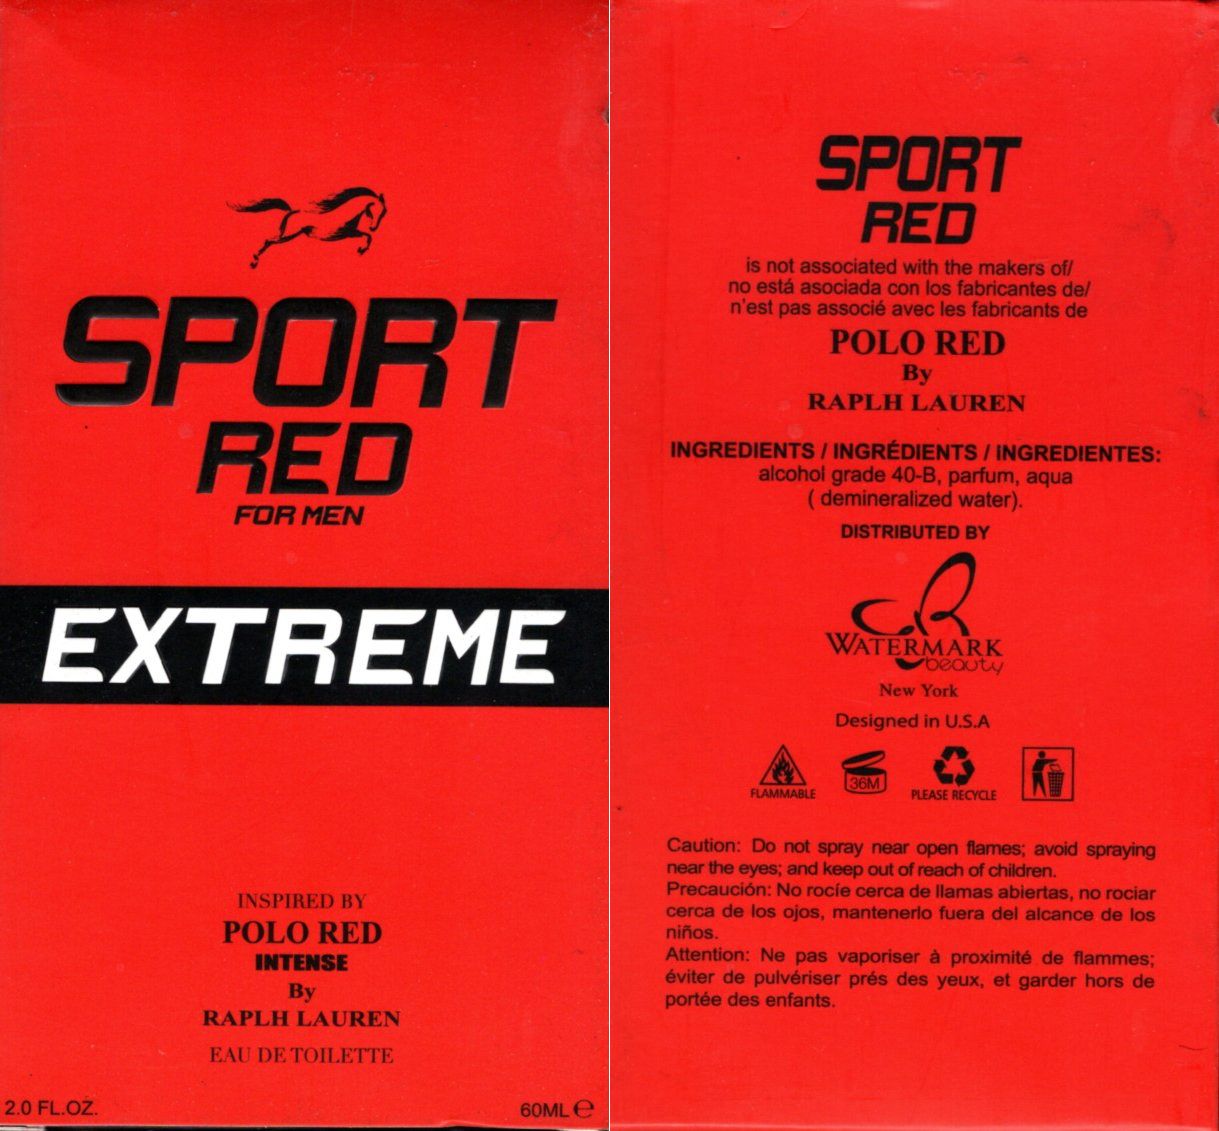 SPORT
RED
FOR MEN
EXTREME
INSPIRED BY
POLO RED
INTENSE
By
RAPLH LAUREN
EAU DE TOILETTE
2.0 FL.OZ.
60ML ℮
SPORT
RED
is not associated with the makers of/
no está asociada con los fabricantes de/
n'est pas associé avec les fabricants de
POLO RED
By
RAPLH LAUREN
INGREDIENTS / INGRÉDIENTS / INGREDIENTES:
alcohol grade 40-B, parfum, aqua
( demineralized water).
DISTRIBUTED BY
WATERMARK
beauty
New York
Designed in U.S.A
FLAMMABLE
36M
PLEASE RECYCLE
Caution: Do not spray near open flames; avoid spraying
near the eyes; and keep out of reach of children.
Precaución: No rocíe cerca de llamas abiertas, no rociar
cerca de los ojos, mantenerlo fuera del alcance de los
niños.
Attention: Ne pas vaporiser à proximité de flammes;
éviter de pulvériser prés des yeux, et garder hors de
portée des enfants.